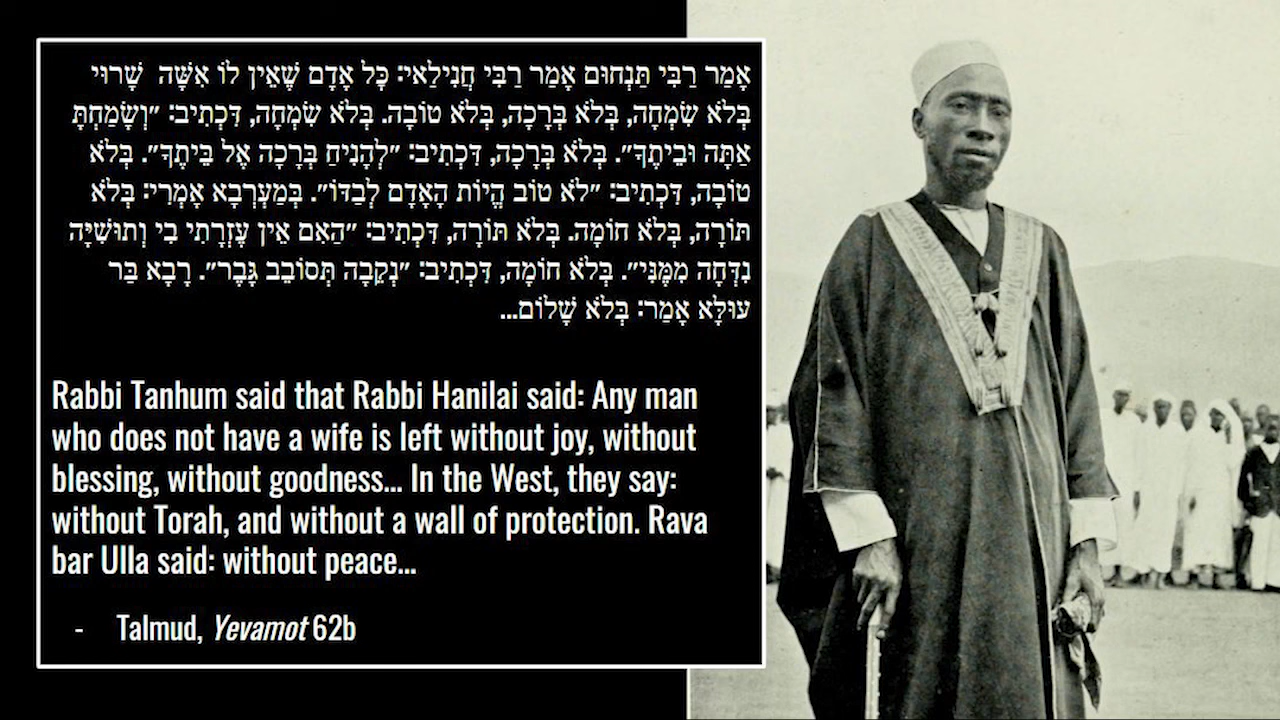 אָמַר רַבִּי תַּנְחוּם אָמַר רַבִּי חֲנִילַאי: כׇּל אָדָם שֶׁאֵין לוֹ אִשָּׁה שָׁרוּי
בְּלֹא שִׂמְחָה, בְּלֹא בְּרָכָה, בְּלֹא טוֹבָה. בְּלֹא שִׂמְחָה, דִּכְתִיב: ״וְשָׂמַחְתָּ
אַתָּה וּבֵיתֶךָ״. בְּלֹא בְּרָכָה, דִּכְתִיב: ״לְהָנִיחַ בְּרָכָה אֶל בֵּיתֶךָ״. בְּלֹא
טוֹבָה, דִּכְתִיב: ״לֹא טוֹב הֱיוֹת הָאָדָם לְבַדּוֹ״. בְּמַעְרְבָא אָמְרִי: בְּלֹא
תּוֹרָה, בְּלֹא חוֹמָה. בְּלֹא תּוֹרָה, דִּכְתִיב: ״הַאִם אֵין עֶזְרָתִי בִי וְתוּשִׁיָּה
נִדְּחָה מִמֶּנִּי״. בְּלֹא חוֹמָה, דִּכְתִיב: ״נְקֵבָה תְּסוֹבֵב גָּבֶר״. רָבָא בַּר
עוּלָּא אָמַר: בְּלֹא שָׁלוֹם...
Rabbi Tanhum said that Rabbi Hanilai said: Any man
who does not have a wife is left without joy, without
blessing, without goodness... In the West, they say:
without Torah, and without a wall of protection. Rava
bar Ulla said: without peace...
- Talmud, Yevamot 62b